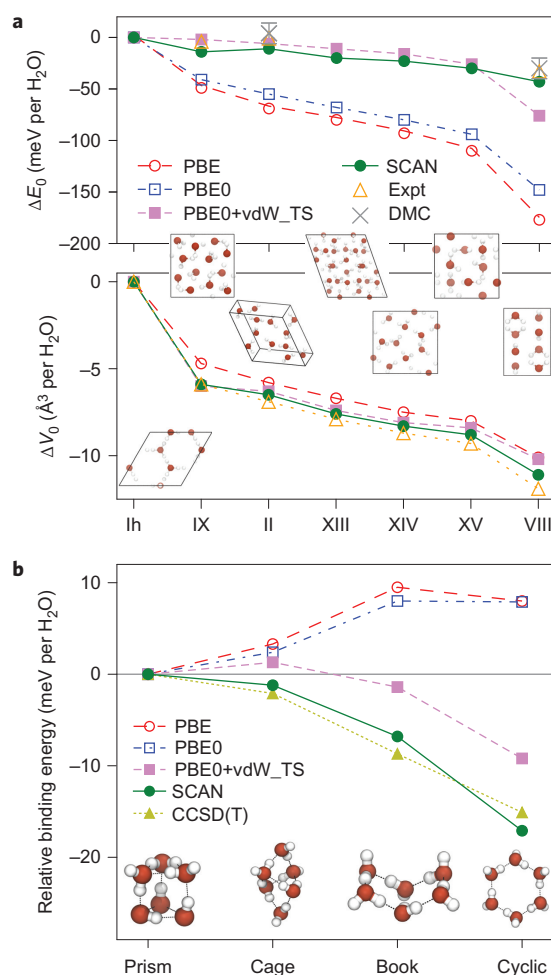 a
0
−50
−100
−150
−200
ΔE0 (meV per H2O)
PBE
PBE0
PBE0+vdW_TS
SCAN
Expt
DMC
0
−5
−10
ΔV0 (Å3 per H2O)
Ih IX II XIII XIV XV VIII
b
10
0
−10
−20
Relative binding energy (meV per H2O)
PBE
PBE0
PBE0+vdW_TS
SCAN
CCSD(T)
Prism Cage Book Cyclic